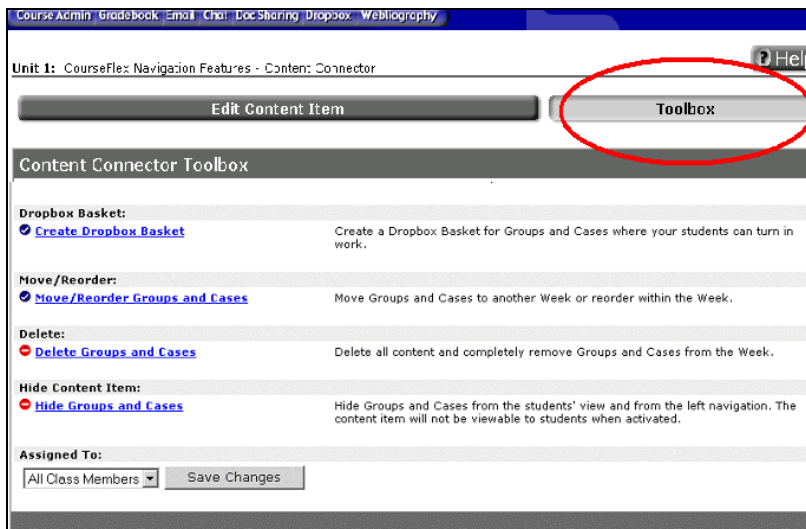 Course Admin Gradebook Email Chat Doc Sharing Dropbox Webliography
Help
Unit 1: CourseFlex Navigation Features - Content Connector
Edit Content Item
Toolbox
Content Connector Toolbox
Dropbox Basket:
Create Dropbox Basket
Create a Dropbox Basket for Groups and Cases where your students can turn in
work.
Move/Reorder:
Move/Reorder Groups and Cases
Move Groups and Cases to another Week or reorder within the Week.
Delete:
Delete Groups and Cases
Delete all content and completely remove Groups and Cases from the Week.
Hide Content Item:
Hide Groups and Cases
Hide Groups and Cases from the students' view and from the left navigation. The
content item will not be viewable to students when activated.
Assigned To:
All Class Members
Save Changes